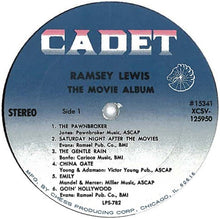 CADET
RAMSEY LEWIS
THE MOVIE ALBUM
STEREO
Side 1
#15341
XCSV-
125950
1. THE PAWNBROKER
Jones: Pawnbroker Music, ASCAP
2. SATURDAY NIGHT AFTER THE MOVIES
Evans: Ramsel Pub. Co., BMI
3. THE GENTLE RAIN
Bonfa: Carioca Music, BMI
4. CHINA GATE
Young & Adamson: Victor Young Pub., ASCAP
5. EMILY
Mandel & Mercer: Miller Music, ASCAP
6. GOIN' HOLLYWOOD
Evans: Ramsel Pub. Co., BMI
LPS-782
CHESS PRODUCING CORP., CHICAGO, ILL. 60616